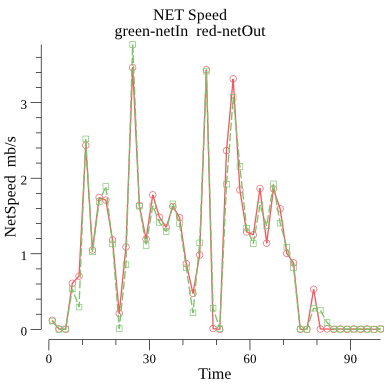 NET Speed
green-netIn  red-netOut
3
2
1
0
NetSpeed  mb/s
0 30 60 90
Time